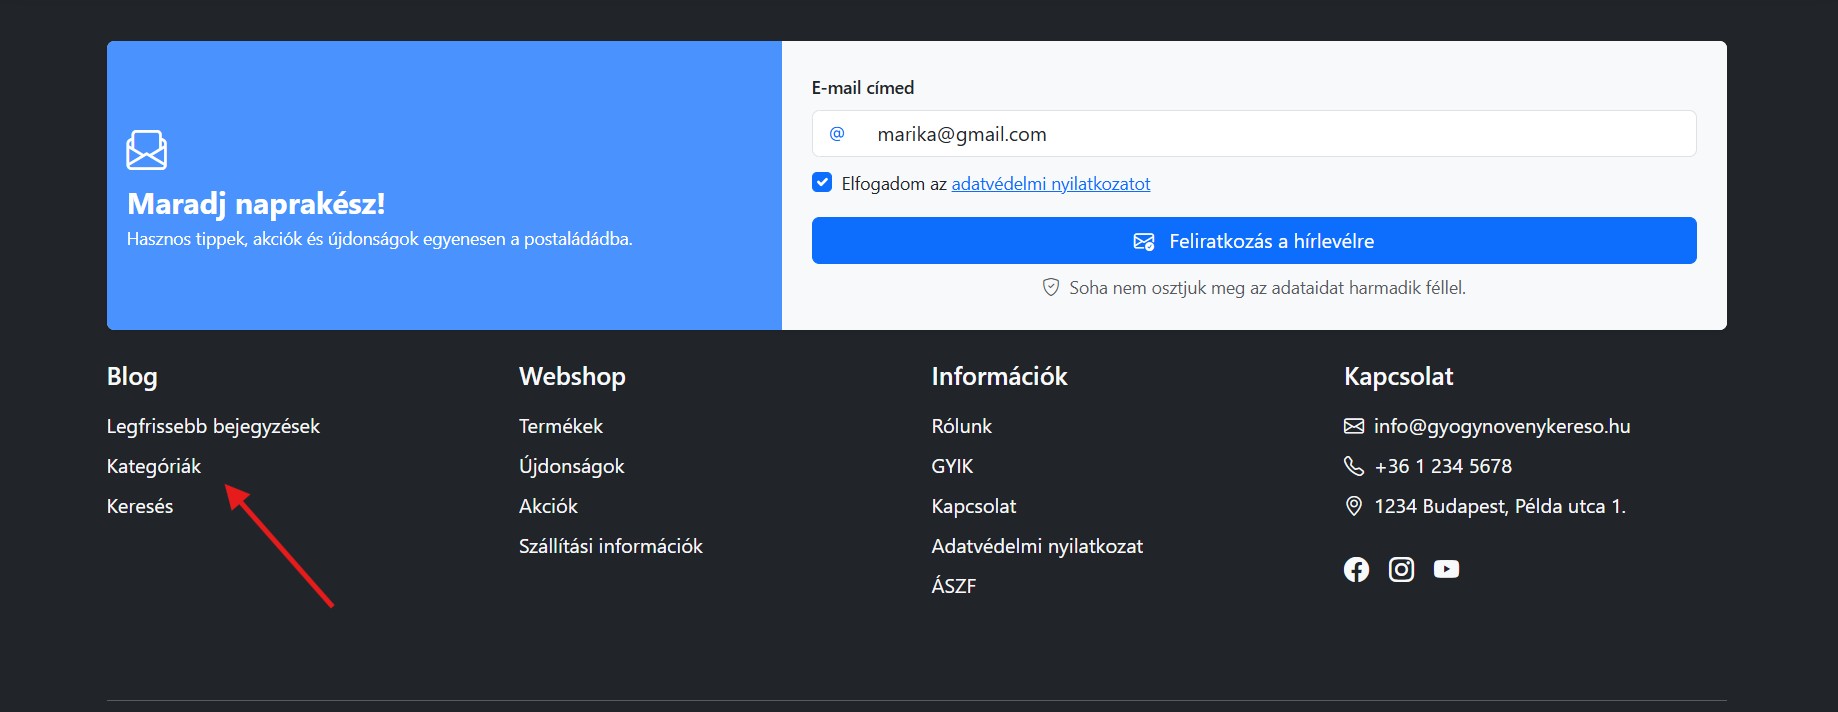 Maradj naprakész!
Hasznos tippek, akciók és újdonságok egyenesen a postaládádba.
E-mail címed
@ marika@gmail.com
Elfogadom az adatvédelmi nyilatkozatot
Feliratkozás a hírlevélre
Soha nem osztjuk meg az adataidat harmadik féllel.
Blog
Legfrissebb bejegyzések
Kategóriák
Keresés
Webshop
Termékek
Újdonságok
Akciók
Szállítási információk
Információk
Rólunk
GYIK
Kapcsolat
Adatvédelmi nyilatkozat
ÁSZF
Kapcsolat
info@gyogynovenykereso.hu
+36 1 234 5678
1234 Budapest, Példa utca 1.